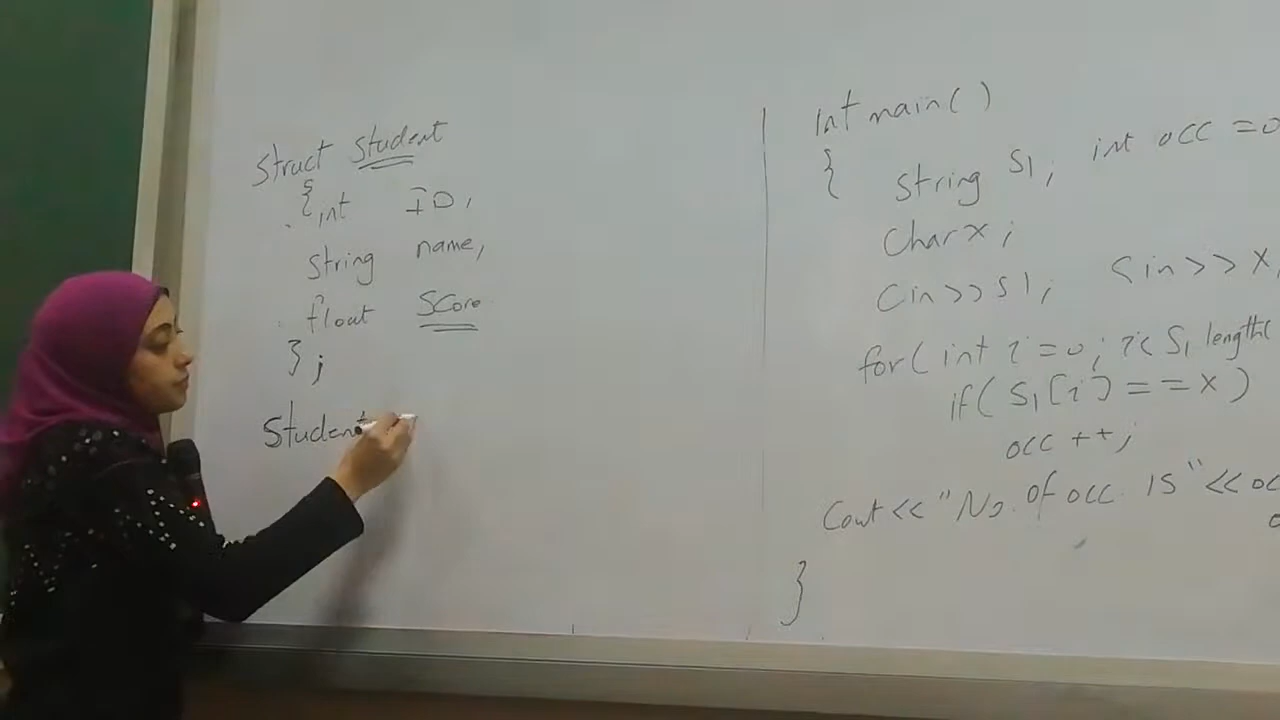 struct Student
{int ID,
string name,
float Score
};
Student
int main()
{ string S1; int occ =0
char x;
cin>>S1; cin>>x,
for( int i=0; i< S1 length(
if( S1[i] ==x)
occ ++;
Cout<< "No. of occ. is" <<
}